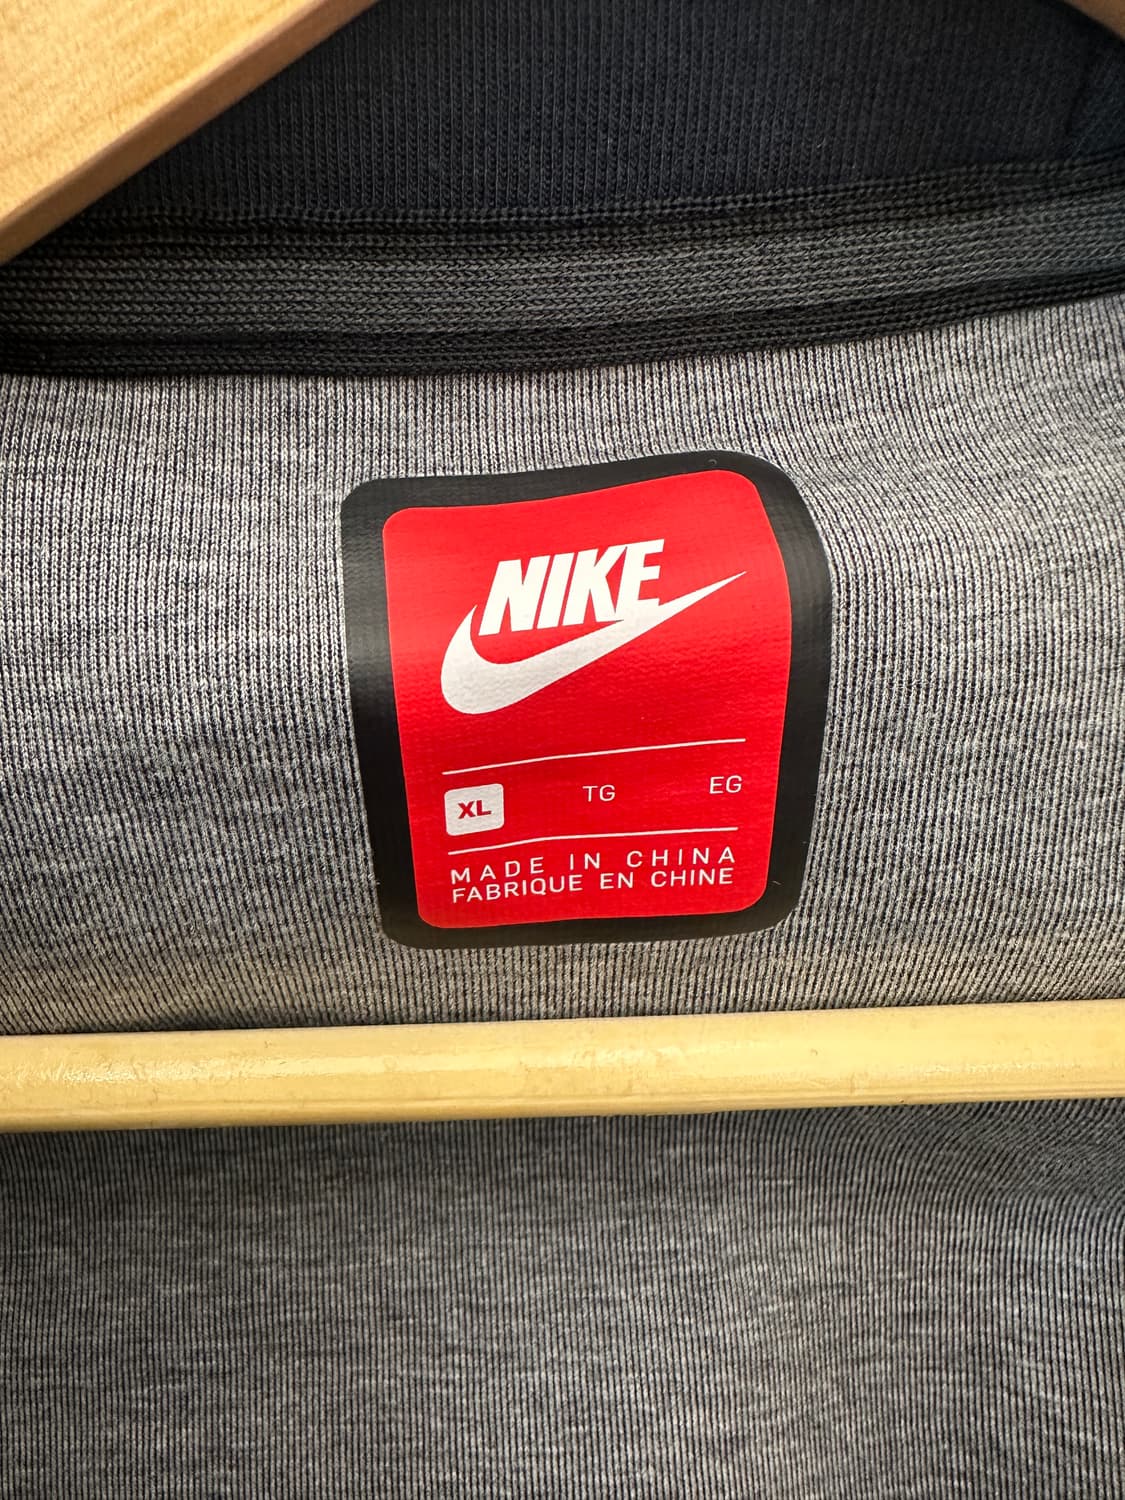 NIKE
XL TG EG
MADE IN CHINA
FABRIQUE EN CHINE